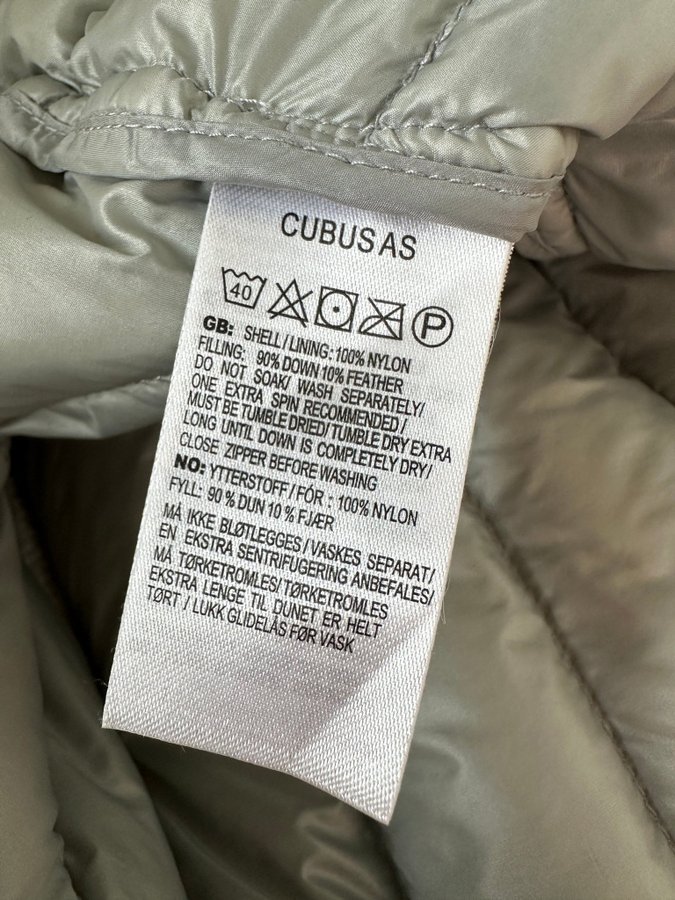 CUBUS AS
40 P
GB: SHELL / LINING : 100% NYLON
FILLING: 90% DOWN 10% FEATHER
DO NOT SOAK/ WASH SEPARATELY/
ONE EXTRA SPIN RECOMMENDED /
MUST BE TUMBLE DRIED/ TUMBLE DRY EXTRA
LONG UNTIL DOWN IS COMPLETELY DRY /
CLOSE ZIPPER BEFORE WASHING
NO: YTTERSTOFF / FÓR : 100% NYLON
FYLL: 90 % DUN 10 % FJÆR
MÅ IKKE BLØTLEGGES / VASKES SEPARAT/
EN EKSTRA SENTRIFUGERING ANBEFALES/
MÅ TØRKETROMLES/TØRKETROMLES
EKSTRA LENGE TIL DUNET ER HELT
TØRT / LUKK GLIDELÅS FØR VASK